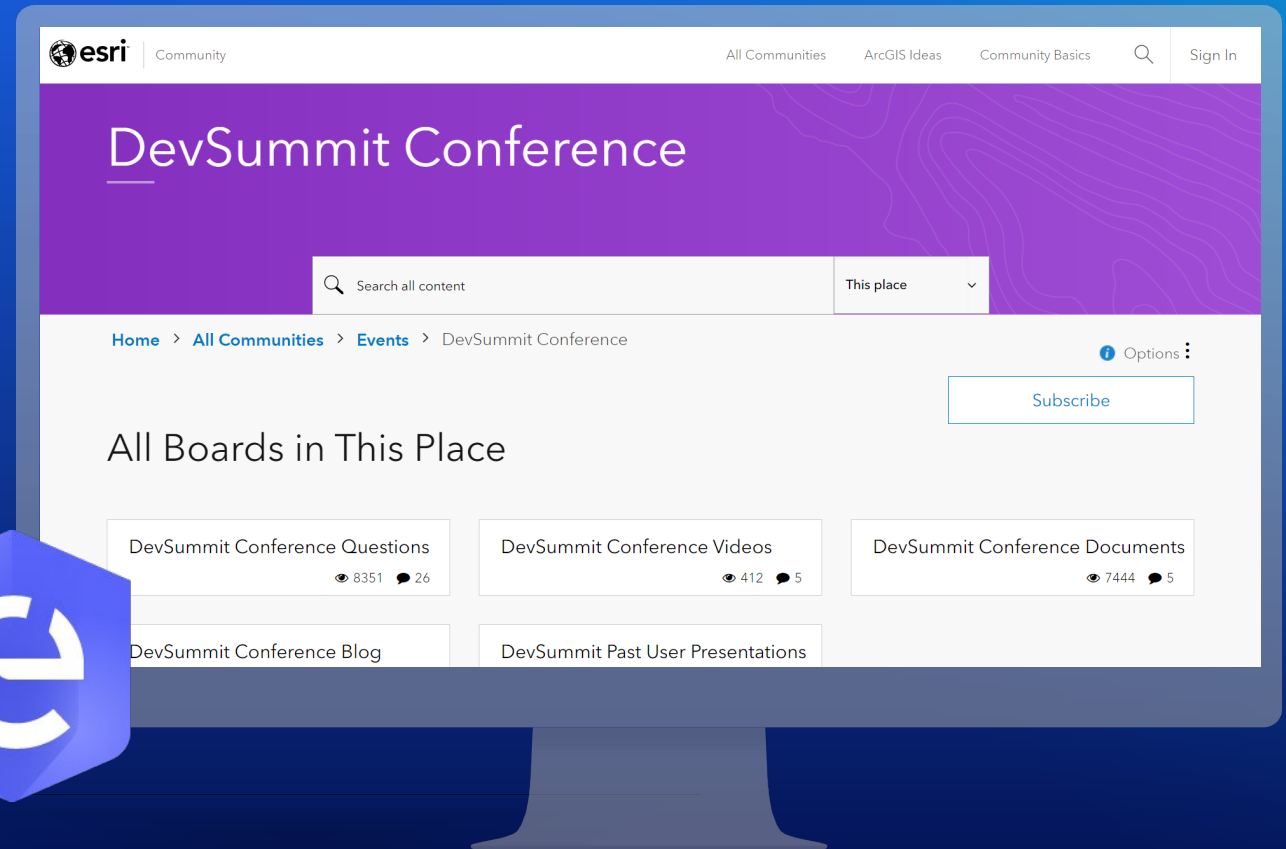 esri Community All Communities ArcGIS Ideas Community Basics Sign In
DevSummit Conference
Search all content This place
Home > All Communities > Events > DevSummit Conference
Options
Subscribe
All Boards in This Place
DevSummit Conference Questions
8351 26
DevSummit Conference Videos
412 5
DevSummit Conference Documents
7444 5
DevSummit Conference Blog
DevSummit Past User Presentations